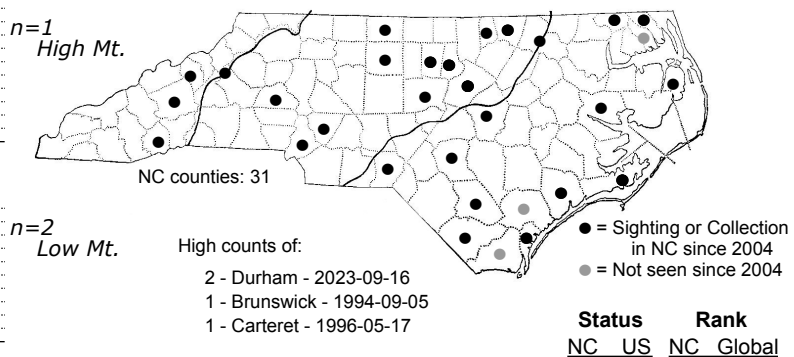 n=1
High Mt.
NC counties: 31
n=2
Low Mt.
High counts of:
2 - Durham - 2023-09-16
1 - Brunswick - 1994-09-05
1 - Carteret - 1996-05-17
● = Sighting or Collection
in NC since 2004
● = Not seen since 2004
Status Rank
NC US NC Global